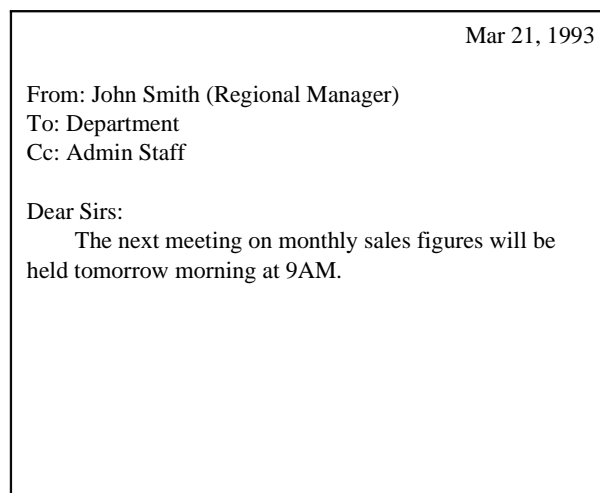 Mar 21, 1993
From: John Smith (Regional Manager)
To: Department
Cc: Admin Staff
Dear Sirs:
The next meeting on monthly sales figures will be
held tomorrow morning at 9AM.